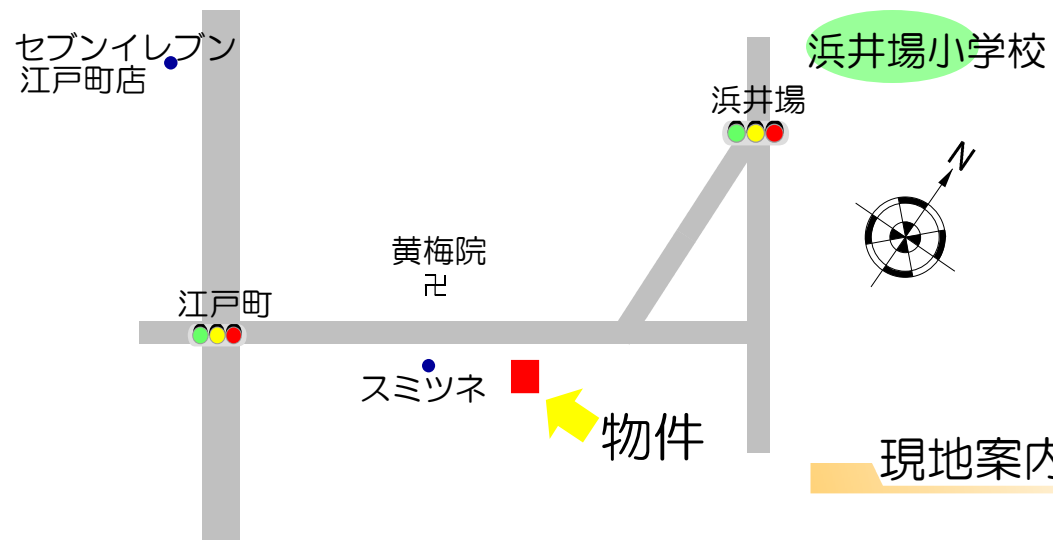 セブンイレブン
江戸町店
浜井場小学校
浜井場
N
黄梅院
卍
江戸町
スミツネ
物件
現地案内